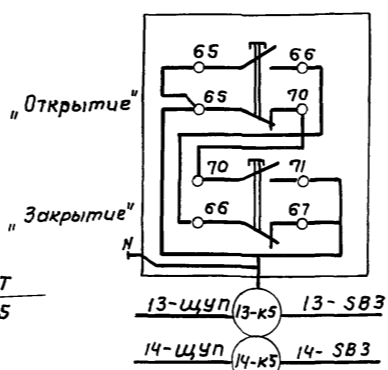 65 66
„Открытие" 65 70
70 71
„Закрытие" 66 67
N
Т
5
13-щуп 13-к5 13-SB3
14-щуп 14-к5 14-SB3